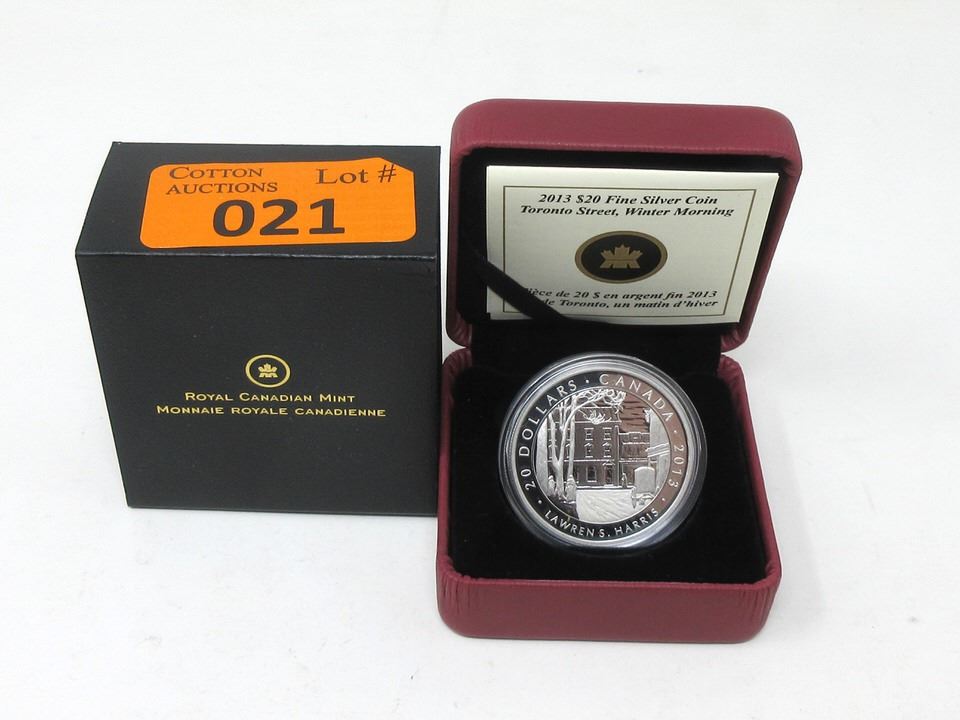 COTTON
AUCTIONS
Lot #
021
ROYAL CANADIAN MINT
MONNAIE ROYALE CANADIENNE
2013 $20 Fine Silver Coin
Toronto Street, Winter Morning
de 20 $ en argent fin 2013
de Toronto, un matin d'hiver
20 DOLLARS · CANADA · 2013 ·
LAWREN S. HARRIS